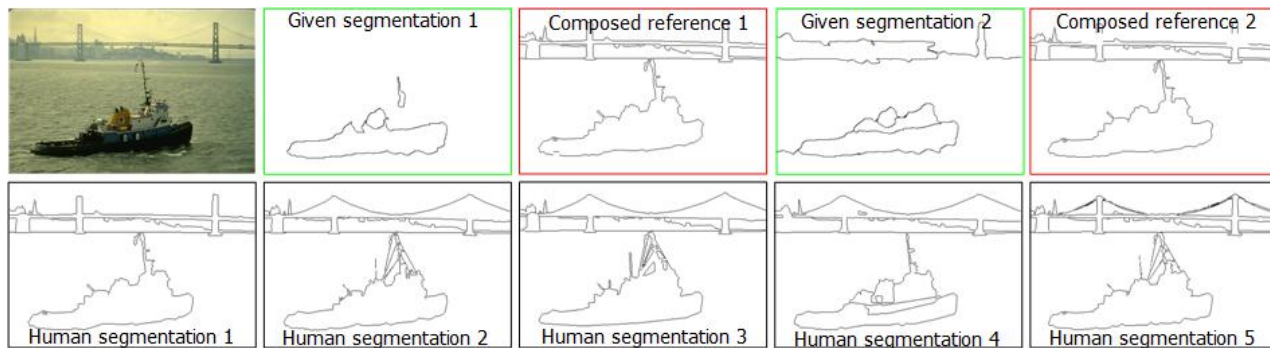 Given segmentation 1
Composed reference 1
Given segmentation 2
Composed reference 2
Human segmentation 1
Human segmentation 2
Human segmentation 3
Human segmentation 4
Human segmentation 5